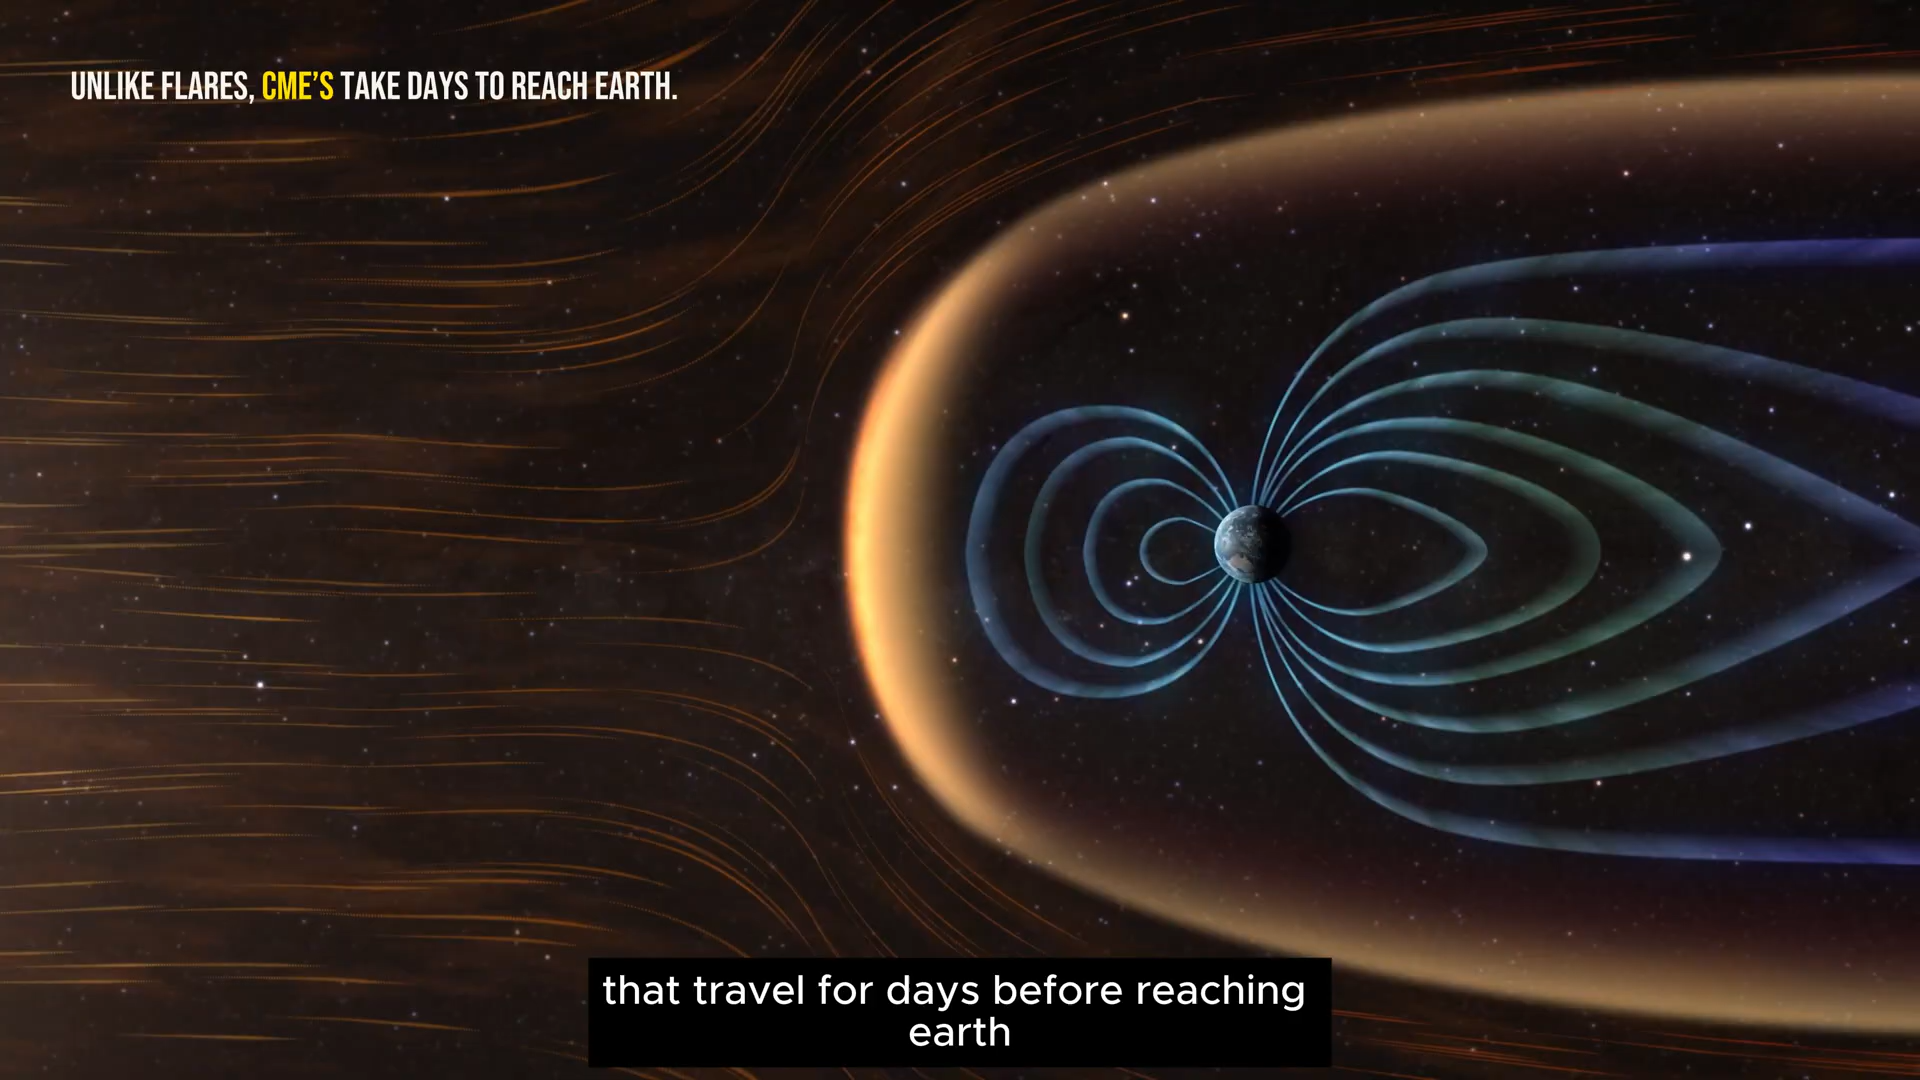 UNLIKE FLARES, CME'S TAKE DAYS TO REACH EARTH.
that travel for days before reaching
earth